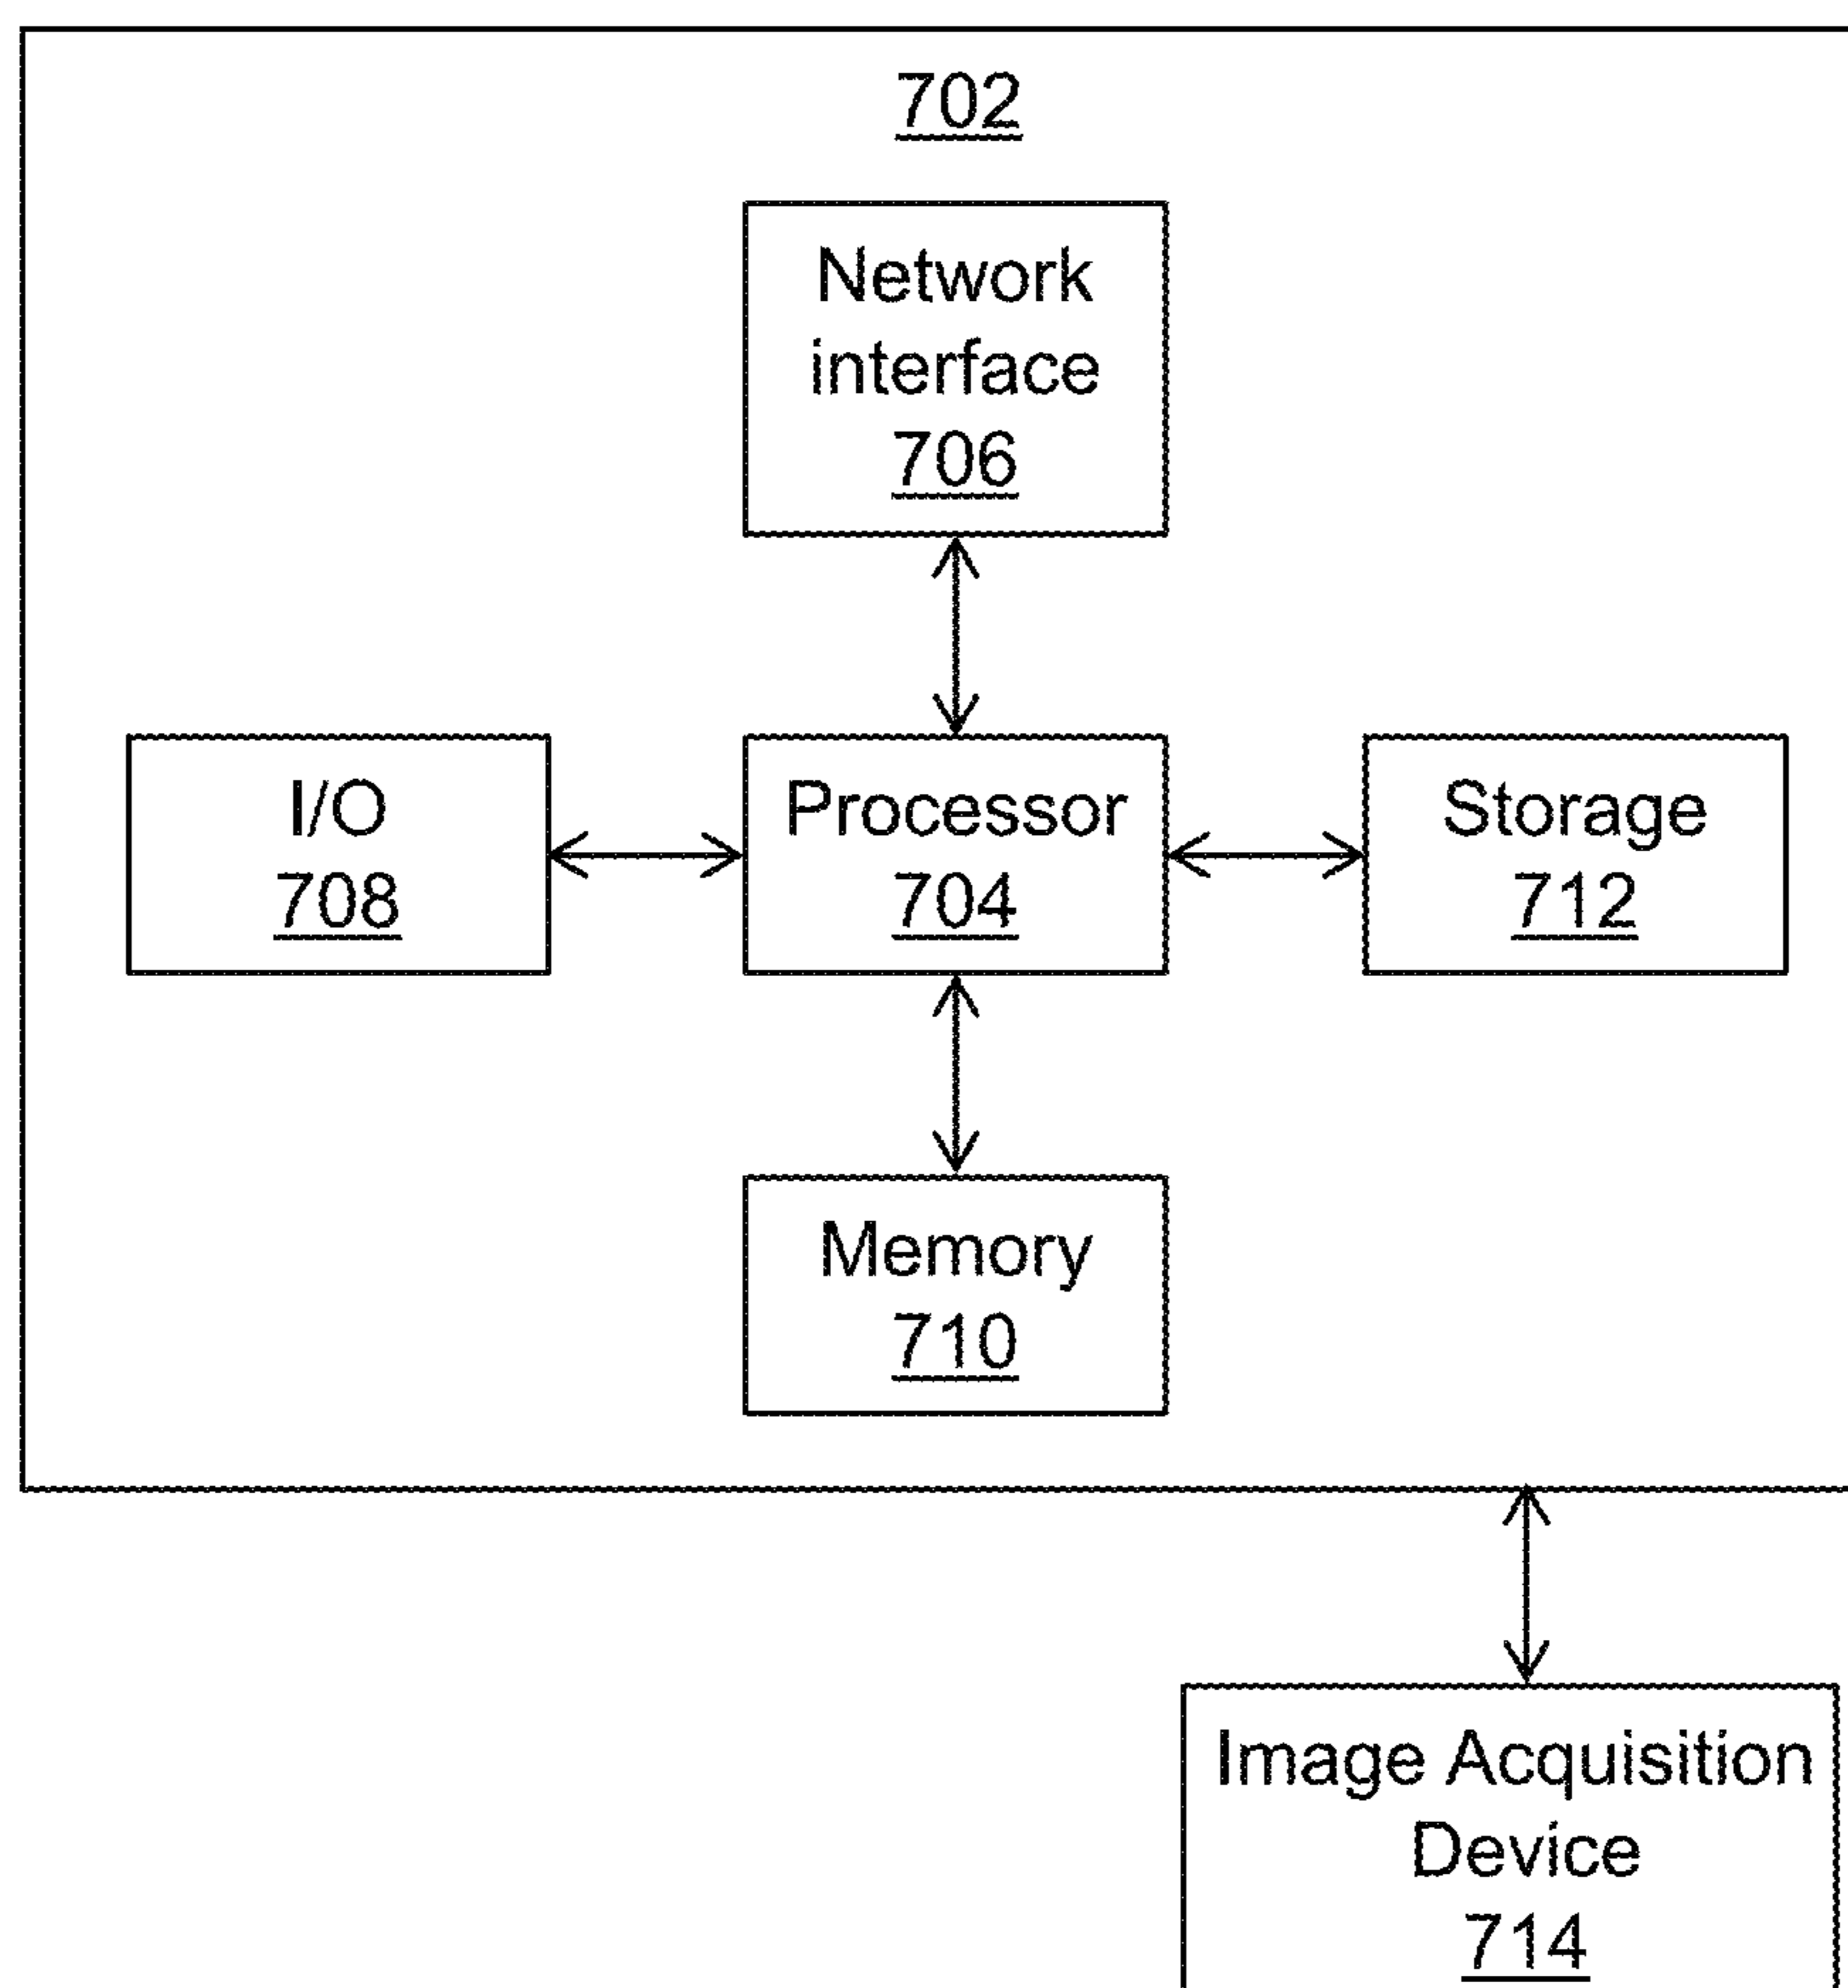 702
Network
interface
706
I/O
708
Processor
704
Storage
712
Memory
710
Image Acquisition
Device
714